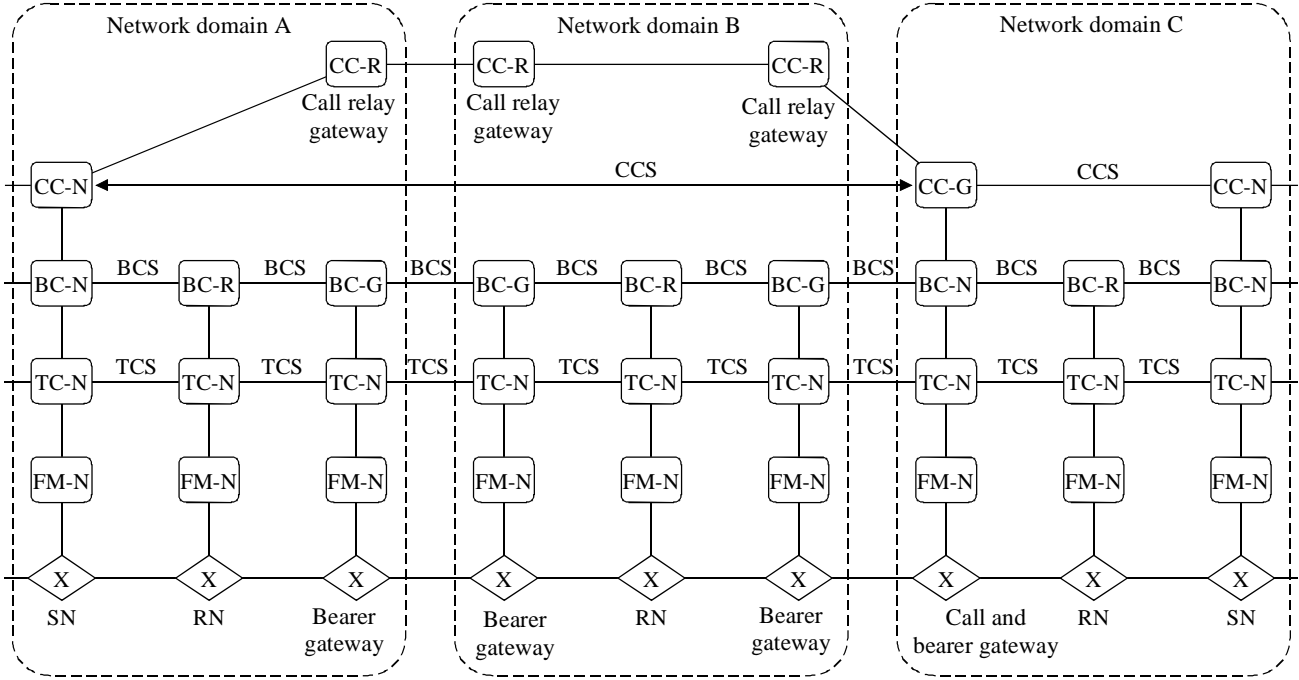 Network domain A
Network domain B
Network domain C
CC-R
CC-R
CC-R
Call relay
gateway
Call relay
gateway
Call relay
gateway
CC-N
CCS
CC-G
CCS
CC-N
BC-N
BCS
BC-R
BCS
BC-G
BCS
BC-G
BCS
BC-R
BCS
BC-G
BCS
BC-N
BCS
BC-R
BCS
BC-N
TC-N
TCS
TC-N
TCS
TC-N
TCS
TC-N
TCS
TC-N
TCS
TC-N
TCS
TC-N
TCS
TC-N
TCS
TC-N
FM-N
FM-N
FM-N
FM-N
FM-N
FM-N
FM-N
FM-N
FM-N
X
X
X
X
X
X
X
X
X
SN
RN
Bearer
gateway
Bearer
gateway
RN
Bearer
gateway
Call and
bearer gateway
RN
SN